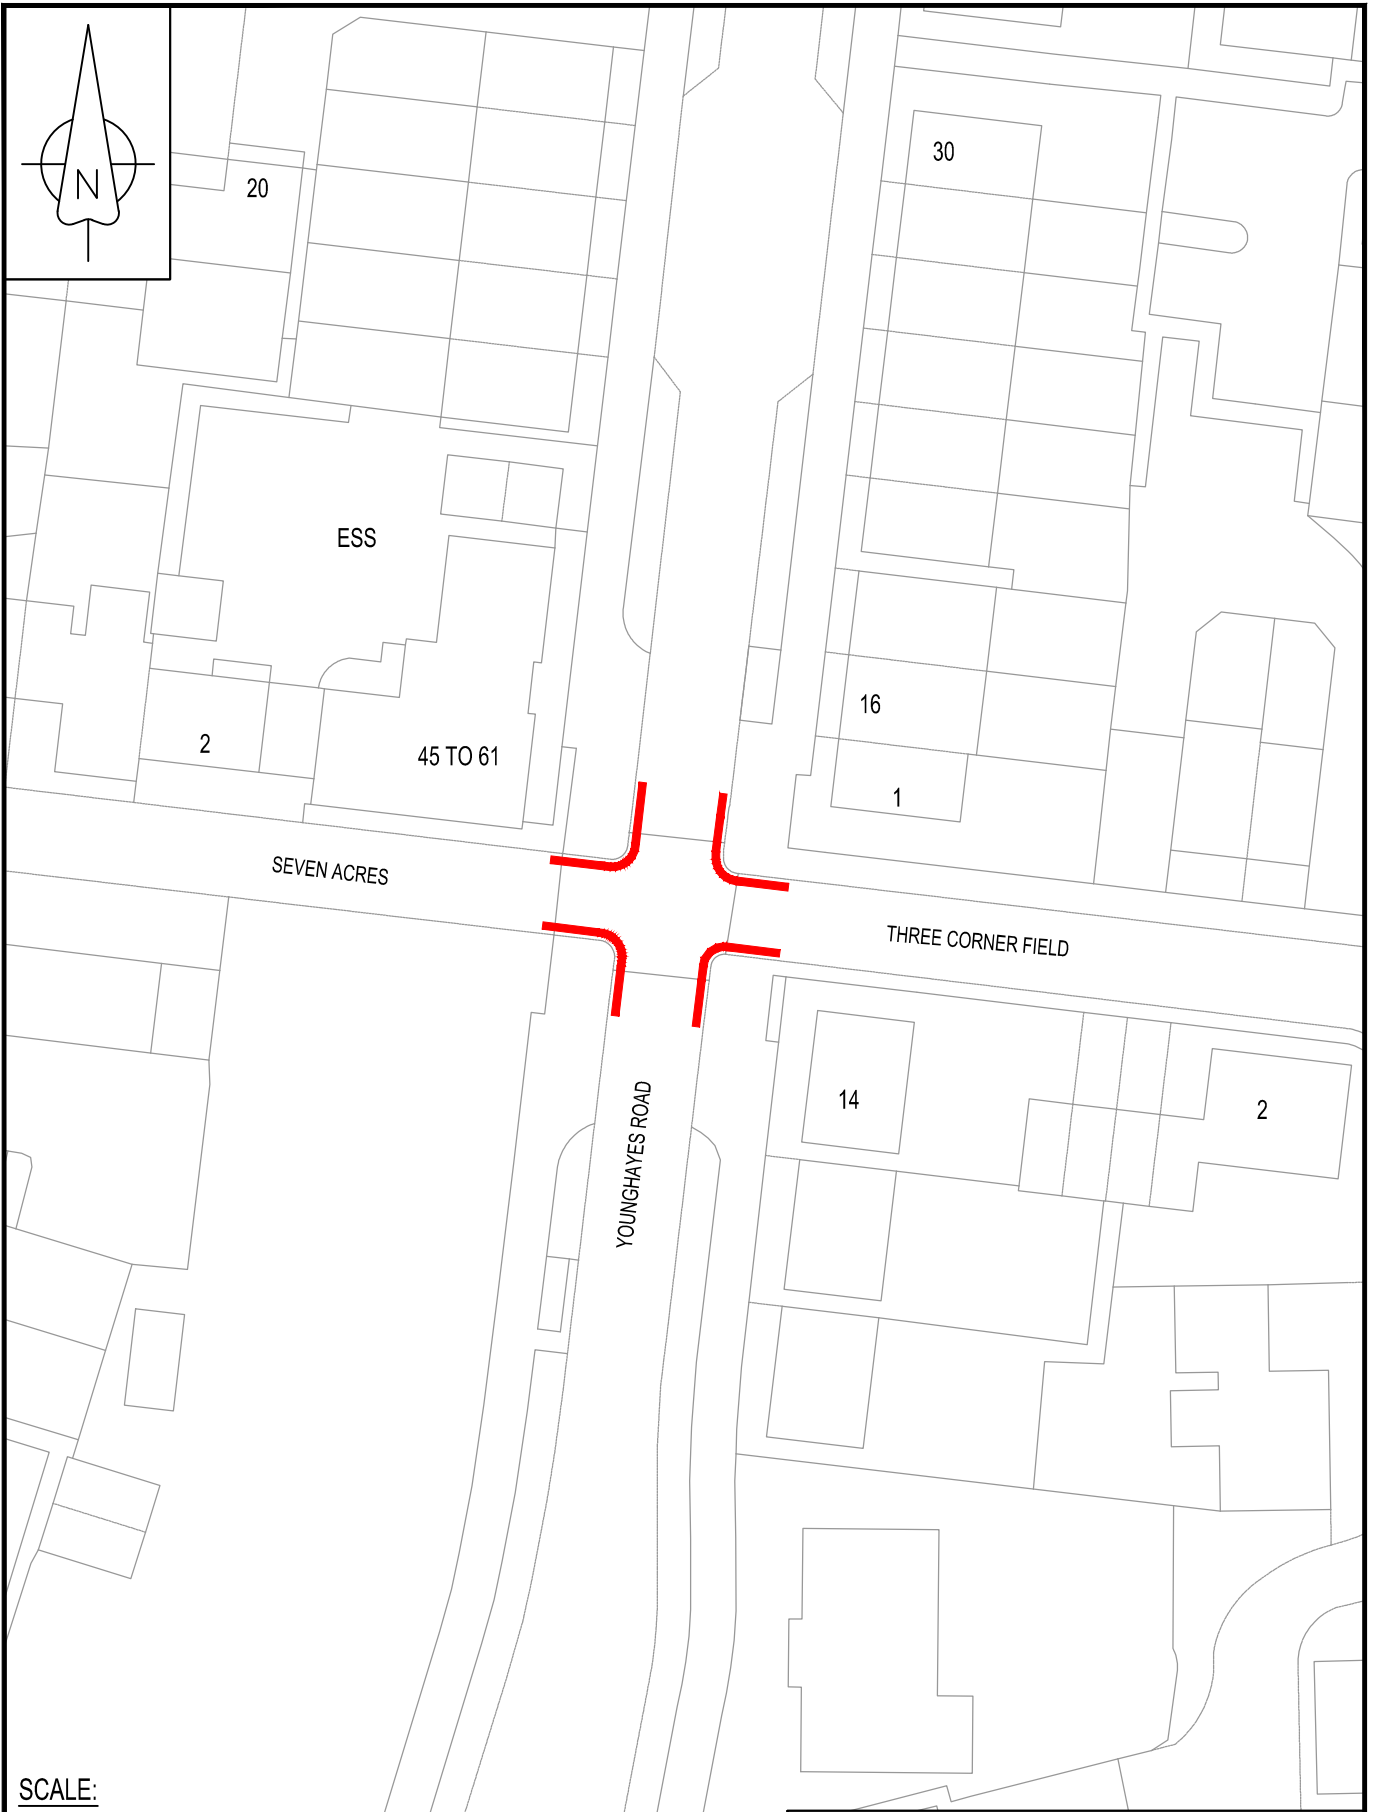 N
20
30
ESS
16
2
45 TO 61
1
SEVEN ACRES
THREE CORNER FIELD
14
2
YOUNGHAYES ROAD
SCALE: